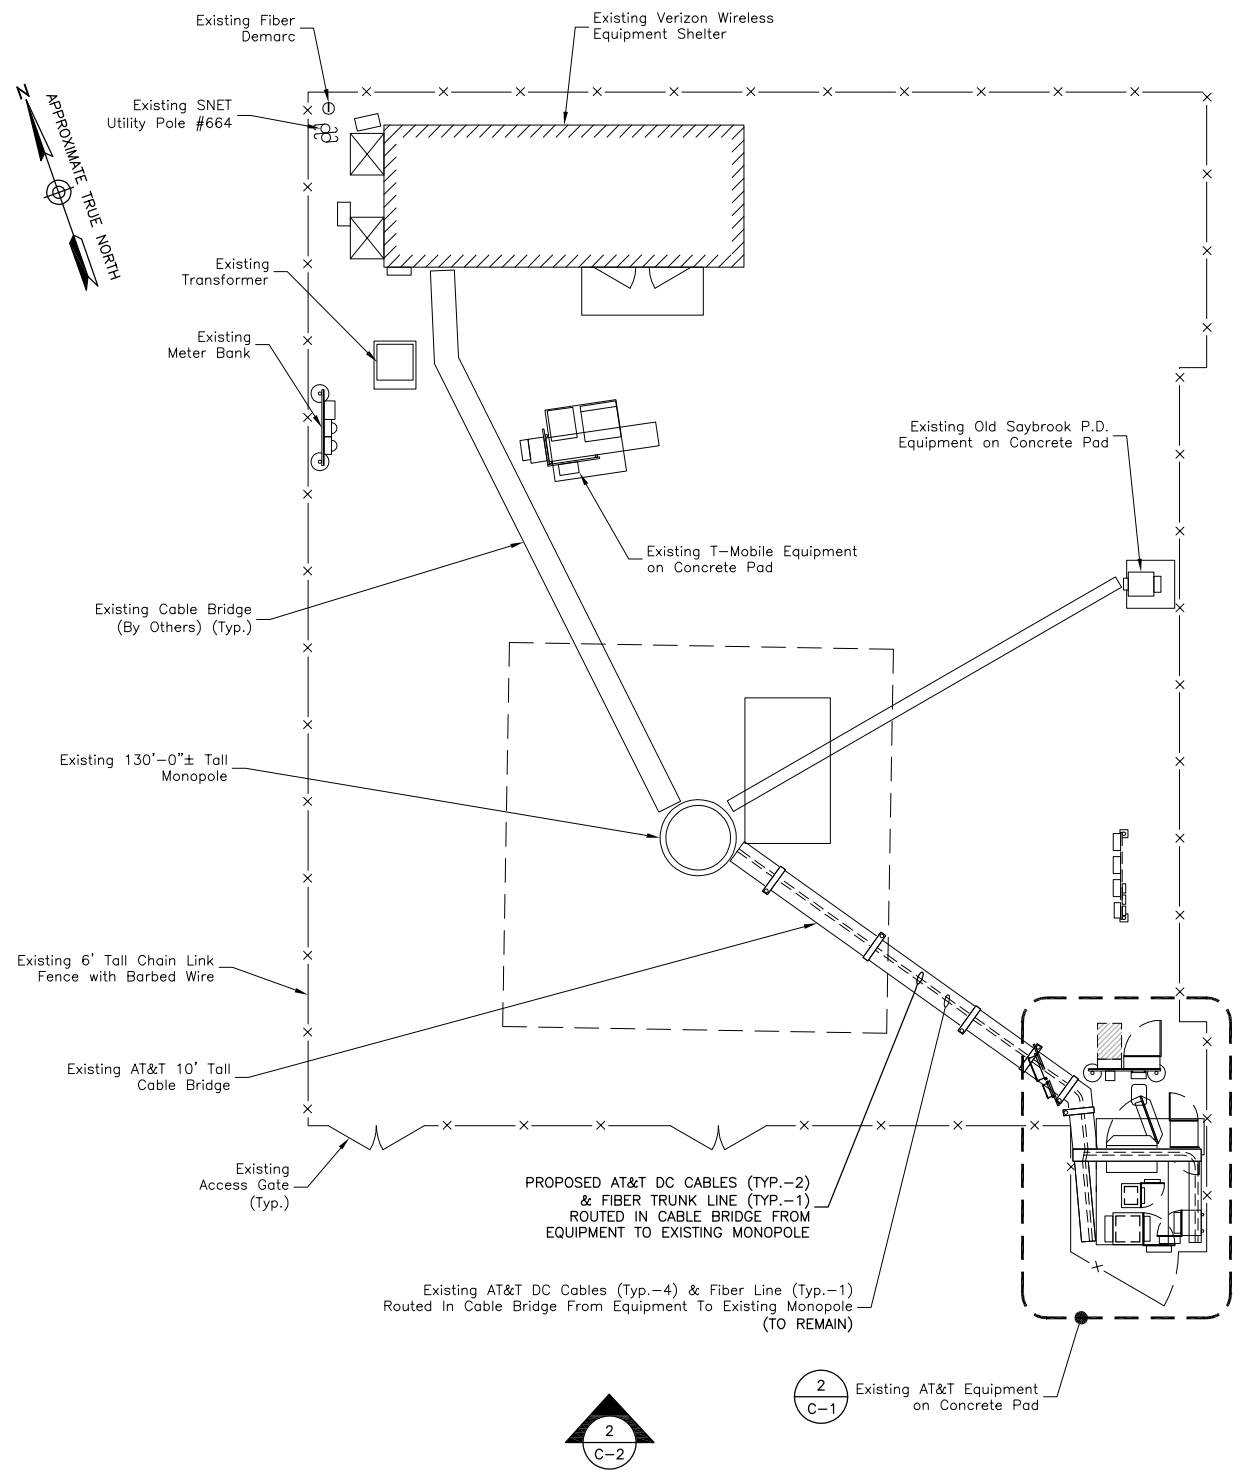 Existing Fiber
Demarc
Existing Verizon Wireless
Equipment Shelter
N
APPROXIMATE TRUE NORTH
Existing SNET
Utility Pole #664
Existing
Transformer
Existing
Meter Bank
Existing Old Saybrook P.D.
Equipment on Concrete Pad
Existing T-Mobile Equipment
on Concrete Pad
Existing Cable Bridge
(By Others) (Typ.)
Existing 130'-0"± Tall
Monopole
Existing 6' Tall Chain Link
Fence with Barbed Wire
Existing AT&T 10' Tall
Cable Bridge
Existing
Access Gate
(Typ.)
PROPOSED AT&T DC CABLES (TYP.-2)
& FIBER TRUNK LINE (TYP.-1)
ROUTED IN CABLE BRIDGE FROM
EQUIPMENT TO EXISTING MONOPOLE
Existing AT&T DC Cables (Typ.-4) & Fiber Line (Typ.-1)
Routed In Cable Bridge From Equipment To Existing Monopole
(TO REMAIN)
2
C-1
Existing AT&T Equipment
on Concrete Pad
2
C-2